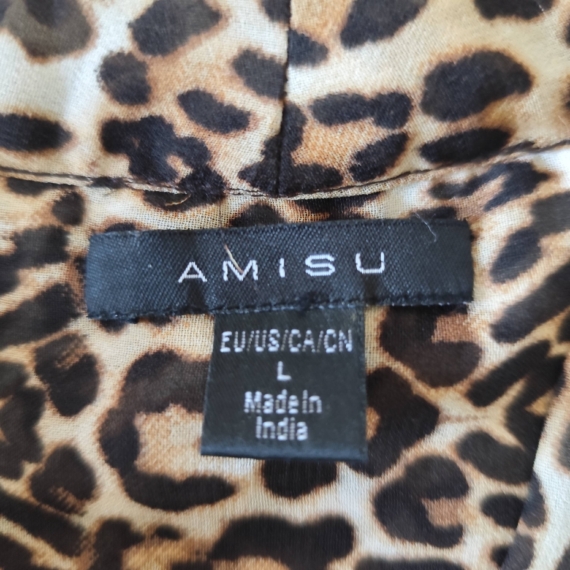 AMISU
EU/US/CA/CN
L
Made In
India